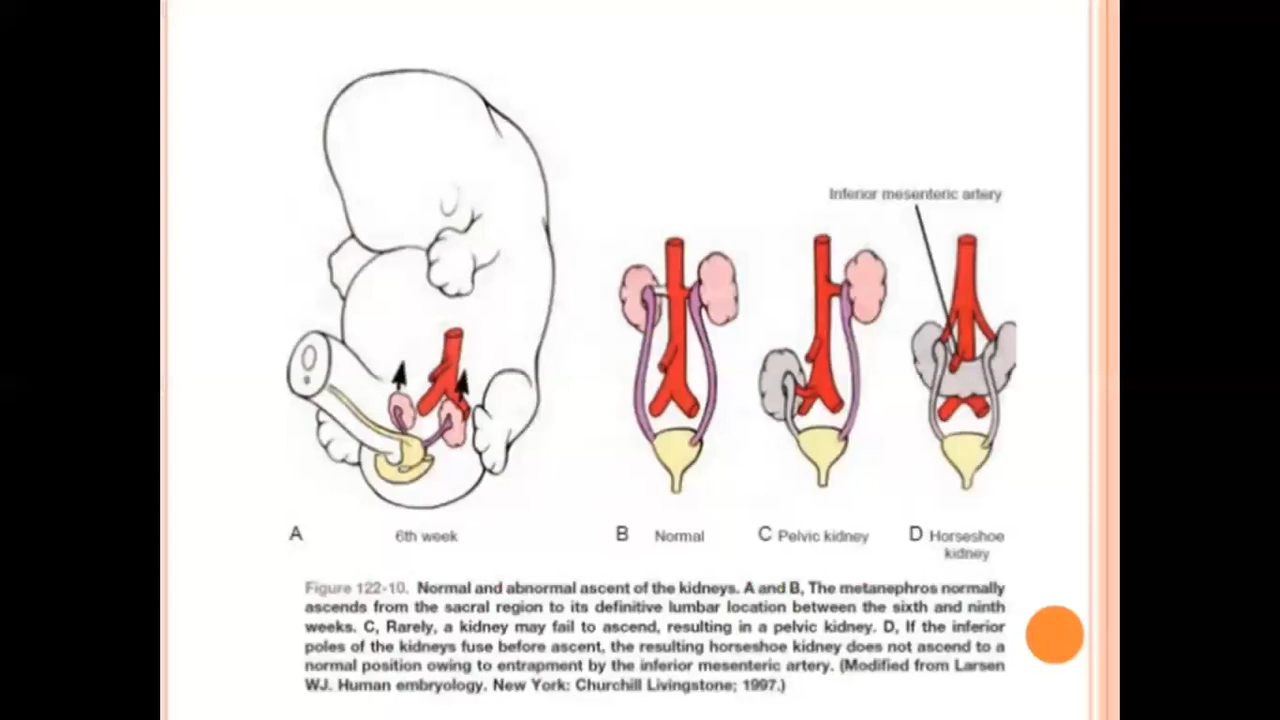 Inferior mesenteric artery
A 6th week
B Normal
C Pelvic kidney
D Horseshoe
kidney
Figure 122-10. Normal and abnormal ascent of the kidneys. A and B, The metanephros normally
ascends from the sacral region to its definitive lumbar location between the sixth and ninth
weeks. C, Rarely, a kidney may fail to ascend, resulting in a pelvic kidney. D, If the inferior
poles of the kidneys fuse before ascent, the resulting horseshoe kidney does not ascend to a
normal position owing to entrapment by the inferior mesenteric artery. (Modified from Larsen
WJ. Human embryology. New York: Churchill Livingstone; 1997.)